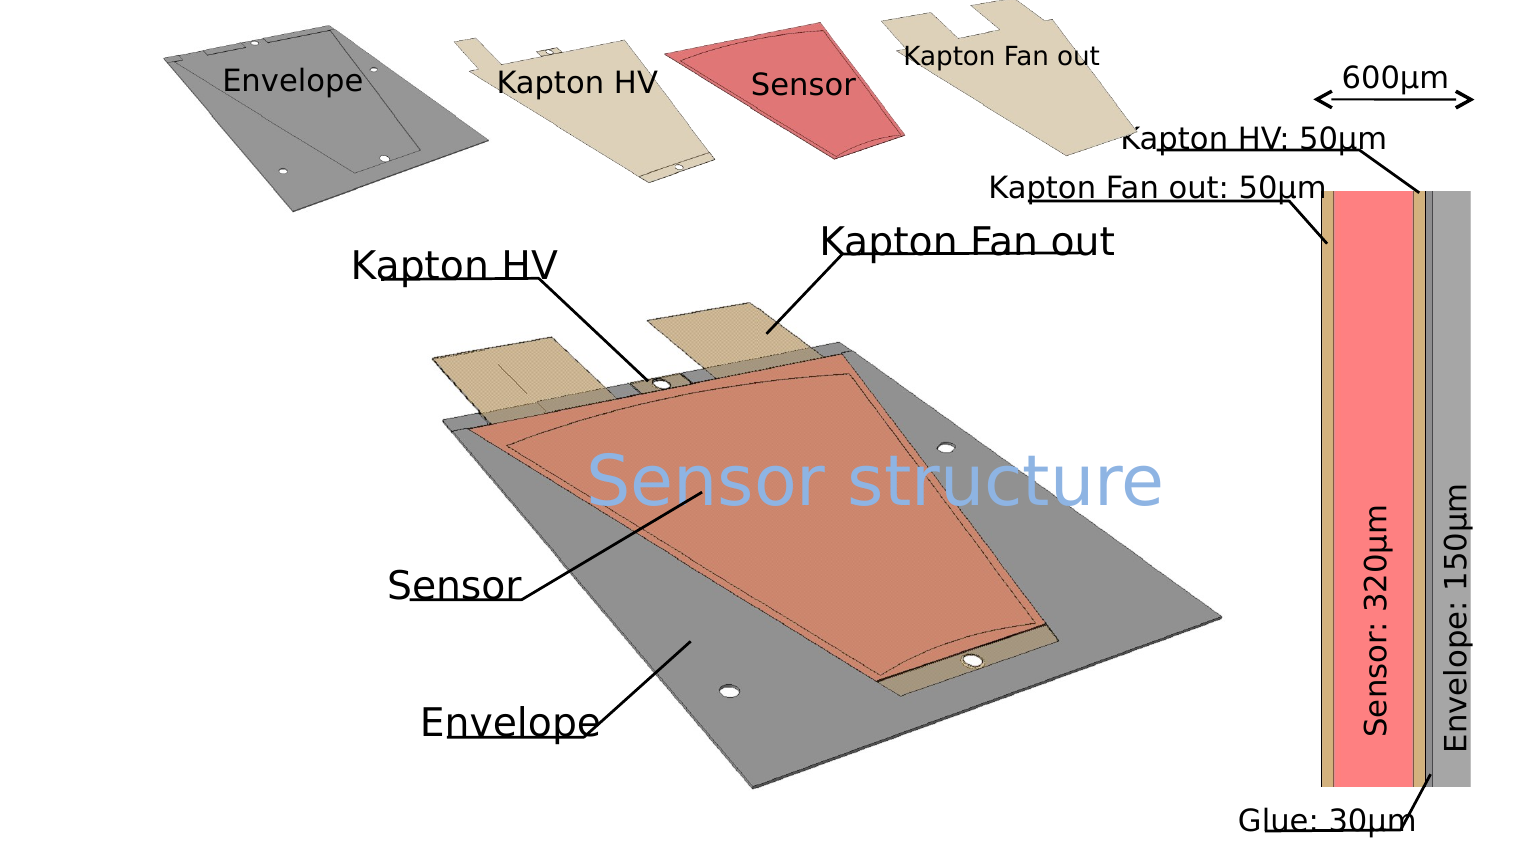 Envelope
Kapton HV
Sensor
Kapton Fan out
600µm
Kapton HV: 50µm
Kapton Fan out: 50µm
Kapton HV
Kapton Fan out
Sensor structure
Sensor
Envelope
Sensor: 320µm
Envelope: 150µm
Glue: 30µm